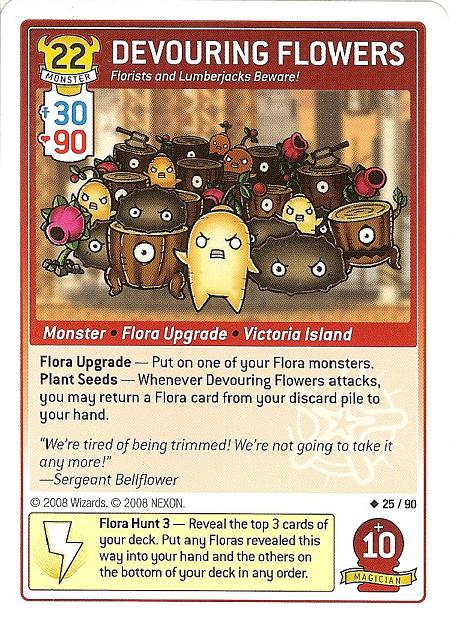 22
MONSTER
DEVOURING FLOWERS
Florists and Lumberjacks Beware!
30
90
Monster • Flora Upgrade • Victoria Island
Flora Upgrade — Put on one of your Flora monsters.
Plant Seeds — Whenever Devouring Flowers attacks,
you may return a Flora card from your discard pile to
your hand.
"We're tired of being trimmed! We're not going to take it
any more!"
—Sergeant Bellflower
© 2008 Wizards. © 2008 NEXON.
◆ 25 / 90
Flora Hunt 3 — Reveal the top 3 cards of
your deck. Put any Floras revealed this
way into your hand and the others on
the bottom of your deck in any order.
+
10
MAGICIAN